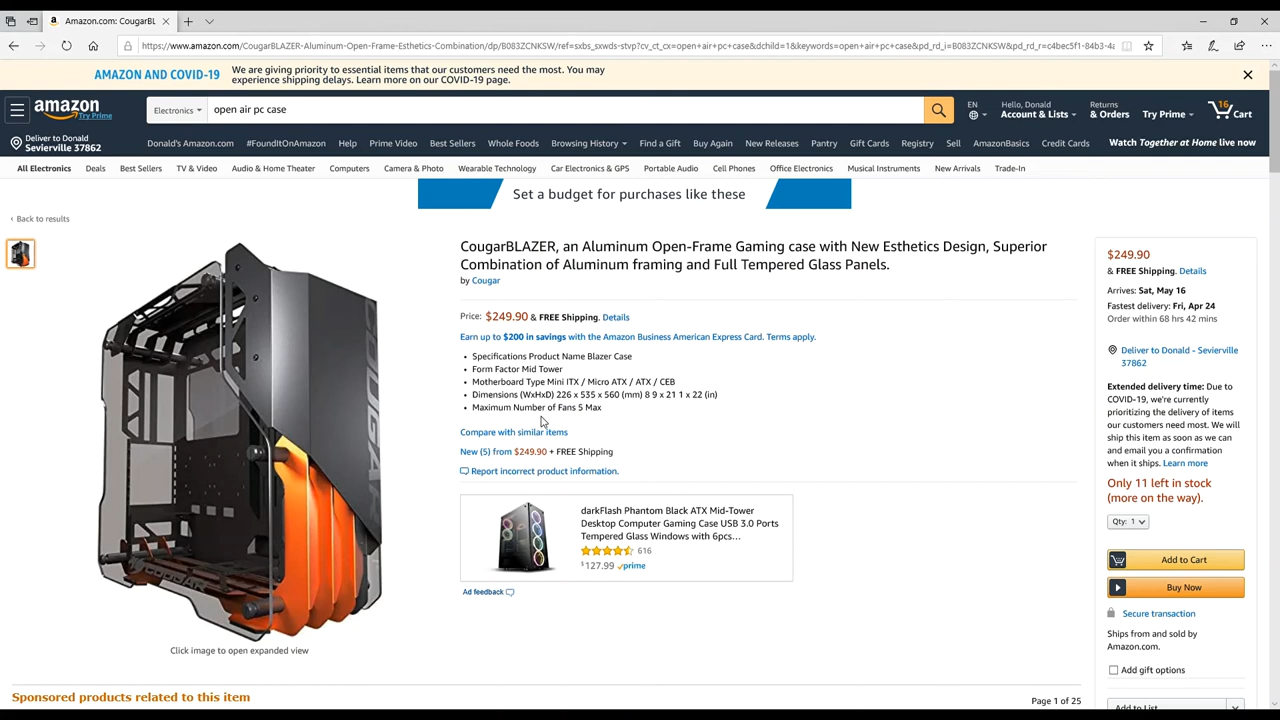 Amazon.com: CougarBL
https://www.amazon.com/CougarBLAZER-Aluminum-Open-Frame-Esthetics-Combination/dp/B083ZCNKSW/ref=sxbs_sxwds-stvp?cv_ct_cx=open+air+pc+case&dchild=1&keywords=open+air+pc+case&pd_rd_i=B083ZCNKSW&pd_rd_r=c4bec5f1-84b3-4a
AMAZON AND COVID-19
We are giving priority to essential items that our customers need the most. You may
experience shipping delays. Learn more on our COVID-19 page.
amazon
Try Prime
Electronics
open air pc case
EN
Hello, Donald
Account & Lists
Returns
& Orders
Try Prime
16
Cart
Deliver to Donald
Sevierville 37862
Donald's Amazon.com #FoundItOnAmazon Help Prime Video Best Sellers Whole Foods Browsing History Find a Gift Buy Again New Releases Pantry Gift Cards Registry Sell AmazonBasics Credit Cards
Watch Together at Home live now
All Electronics Deals Best Sellers TV & Video Audio & Home Theater Computers Camera & Photo Wearable Technology Car Electronics & GPS Portable Audio Cell Phones Office Electronics Musical Instruments New Arrivals Trade-In
Set a budget for purchases like these
‹ Back to results
CougarBLAZER, an Aluminum Open-Frame Gaming case with New Esthetics Design, Superior
Combination of Aluminum framing and Full Tempered Glass Panels.
by Cougar
Price: $249.90 & FREE Shipping. Details
Earn up to $200 in savings with the Amazon Business American Express Card. Terms apply.
• Specifications Product Name Blazer Case
• Form Factor Mid Tower
• Motherboard Type Mini ITX / Micro ATX / ATX / CEB
• Dimensions (WxHxD) 226 x 535 x 560 (mm) 8 9 x 21 1 x 22 (in)
• Maximum Number of Fans 5 Max
Compare with similar items
New (5) from $249.90 + FREE Shipping
Report incorrect product information.
darkFlash Phantom Black ATX Mid-Tower
Desktop Computer Gaming Case USB 3.0 Ports
Tempered Glass Windows with 6pcs...
616
$127.99 prime
Ad feedback
COUGAR
Click image to open expanded view
$249.90
& FREE Shipping. Details
Arrives: Sat, May 16
Fastest delivery: Fri, Apr 24
Order within 68 hrs 42 mins
Deliver to Donald - Sevierville
37862
Extended delivery time: Due to
COVID-19, we're currently
prioritizing the delivery of items
our customers need most. We will
ship this item as soon as we can
and email you a confirmation
when it ships. Learn more
Only 11 left in stock
(more on the way).
Qty: 1
Add to Cart
Buy Now
Secure transaction
Ships from and sold by
Amazon.com.
Add gift options
Add to List
Sponsored products related to this item
Page 1 of 25